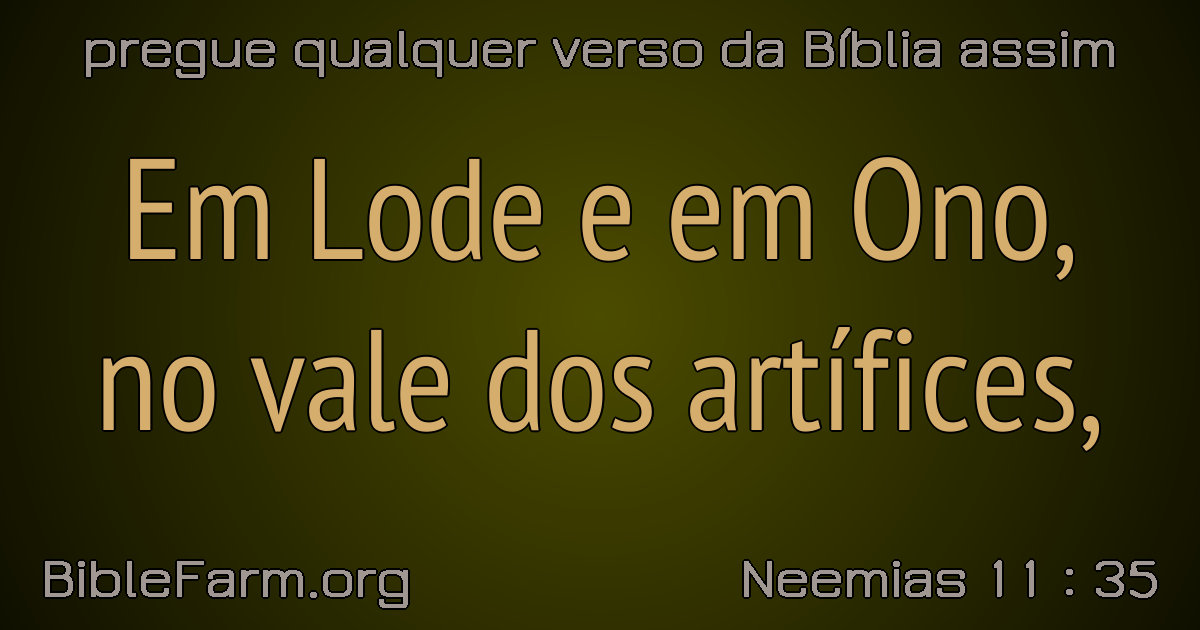 pregue qualquer verso da Bíblia assim
Em Lode e em Ono,
no vale dos artífices,
BibleFarm.org
Neemias 11 : 35